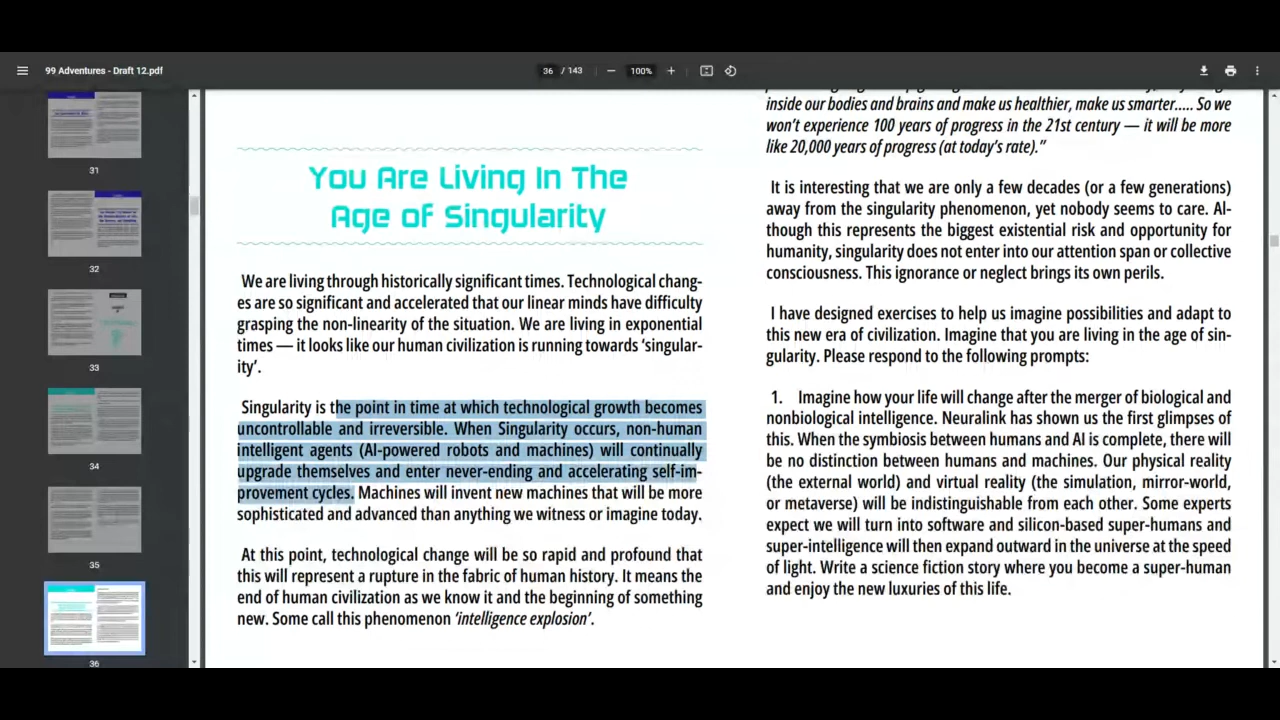 99 Adventures - Draft 12.pdf
36 / 143
100%
31
32
33
34
35
36
You Are Living In The
Age of Singularity
We are living through historically significant times. Technological chang-
es are so significant and accelerated that our linear minds have difficulty
grasping the non-linearity of the situation. We are living in exponential
times — it looks like our human civilization is running towards ‘singular-
ity’.
Singularity is the point in time at which technological growth becomes
uncontrollable and irreversible. When Singularity occurs, non-human
intelligent agents (AI-powered robots and machines) will continually
upgrade themselves and enter never-ending and accelerating self-im-
provement cycles. Machines will invent new machines that will be more
sophisticated and advanced than anything we witness or imagine today.
At this point, technological change will be so rapid and profound that
this will represent a rupture in the fabric of human history. It means the
end of human civilization as we know it and the beginning of something
new. Some call this phenomenon ‘intelligence explosion’.
inside our bodies and brains and make us healthier, make us smarter..... So we
won’t experience 100 years of progress in the 21st century — it will be more
like 20,000 years of progress (at today’s rate).”
It is interesting that we are only a few decades (or a few generations)
away from the singularity phenomenon, yet nobody seems to care. Al-
though this represents the biggest existential risk and opportunity for
humanity, singularity does not enter into our attention span or collective
consciousness. This ignorance or neglect brings its own perils.
I have designed exercises to help us imagine possibilities and adapt to
this new era of civilization. Imagine that you are living in the age of sin-
gularity. Please respond to the following prompts:
1. Imagine how your life will change after the merger of biological and
nonbiological intelligence. Neuralink has shown us the first glimpses of
this. When the symbiosis between humans and AI is complete, there will
be no distinction between humans and machines. Our physical reality
(the external world) and virtual reality (the simulation, mirror-world,
or metaverse) will be indistinguishable from each other. Some experts
expect we will turn into software and silicon-based super-humans and
super-intelligence will then expand outward in the universe at the speed
of light. Write a science fiction story where you become a super-human
and enjoy the new luxuries of this life.